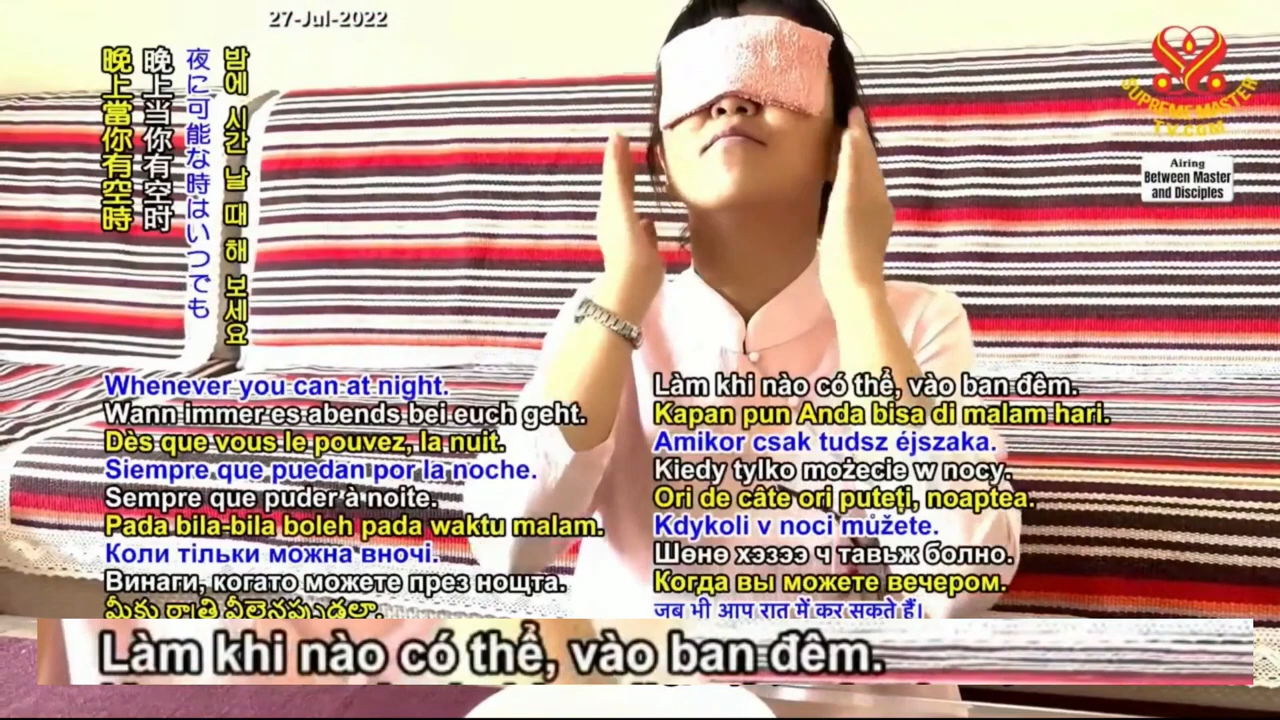 27-Jul-2022
SUPREME MASTER
TV.COM
Airing
Between Master
and Disciples
밤에 시간 날 때 해 보세요
夜に可能な時はいつでも
晚上当你有空时
晚上當你有空時
Whenever you can at night.
Wann immer es abends bei euch geht.
Dès que vous le pouvez, la nuit.
Siempre que puedan por la noche.
Sempre que puder à noite.
Pada bila-bila boleh pada waktu malam.
Коли тільки можна вночі.
Винаги, когато можете през нощта.
మీకు రాత్రి వీలైనప్పుడల్లా.
Làm khi nào có thể, vào ban đêm.
Kapan pun Anda bisa di malam hari.
Amikor csak tudsz éjszaka.
Kiedy tylko możecie w nocy.
Ori de câte ori puteți, noaptea.
Kdykoli v noci můžete.
Шөнө хэзээ ч тавьж болно.
Когда вы можете вечером.
जब भी आप रात में कर सकते हैं।
Làm khi nào có thể, vào ban đêm.